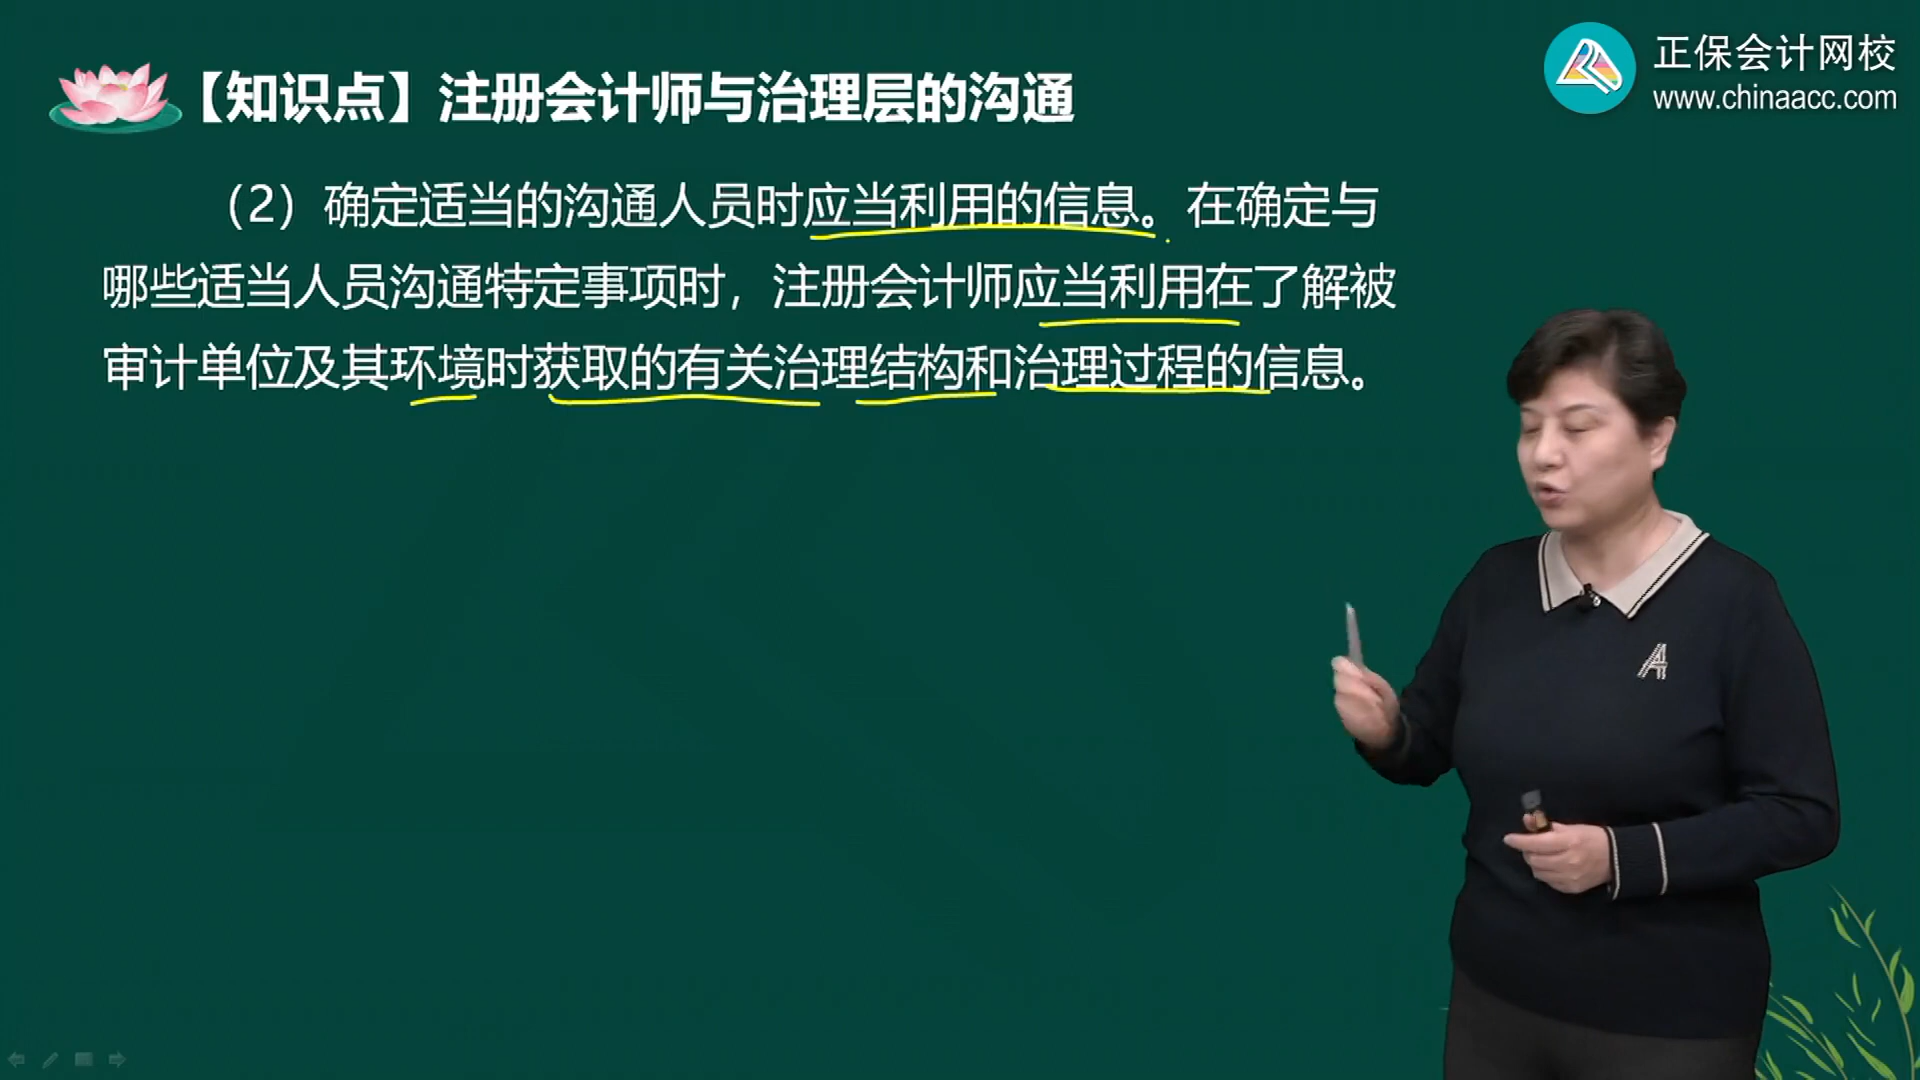 【知识点】注册会计师与治理层的沟通
正保会计网校
www.chinaacc.com
（2）确定适当的沟通人员时应当利用的信息。在确定与
哪些适当人员沟通特定事项时，注册会计师应当利用在了解被
审计单位及其环境时获取的有关治理结构和治理过程的信息。
A